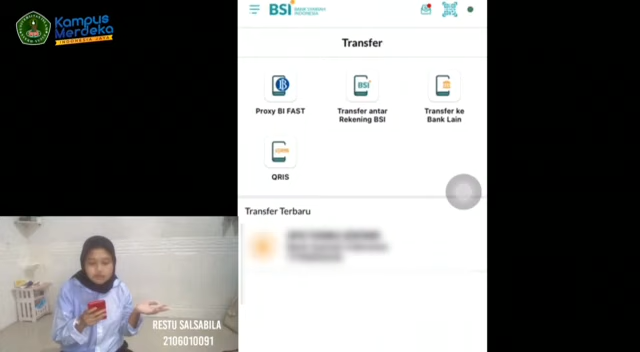 Kampus
Merdeka
INDONESIA JAYA
BSI BANK SYARIAH
INDONESIA
Transfer
Proxy BI FAST
BSI
Transfer antar
Rekening BSI
Transfer ke
Bank Lain
QRIS
Transfer Terbaru
RESTU SALSABILA
2106010091